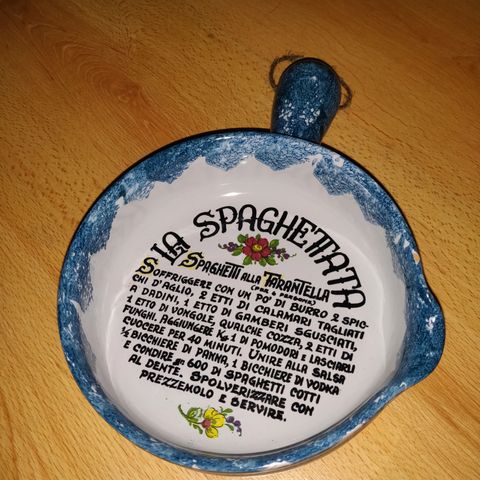 LA SPAGHETTATA
SPAGHETTI ALLA TARANTELLA
(PER 6 PERSONE)
SOFFRIGGERE CON UN PO' DI BURRO 2 SPIC-
CHI D'AGLIO, 2 ETTI DI CALAMARI TAGLIATI
A DADINI, 1 ETTO DI GAMBERI SGUSCIATI,
1 ETTO DI VONGOLE QUALCHE COZZA, 2 ETTI DI
FUNGHI, AGGIUNGERE ½ DI POMODORI E LASCIARLI
CUOCERE PER 40 MINUTI. UNIRE ALLA SALSA
½ BICCHIERE DI PANNA, 1 BICCHIERE DI VODKA
E CONDIRE gr 600 DI SPAGHETTI COTTI
AL DENTE. SPOLVERIZZARE CON
PREZZEMOLO E SERVIRE.